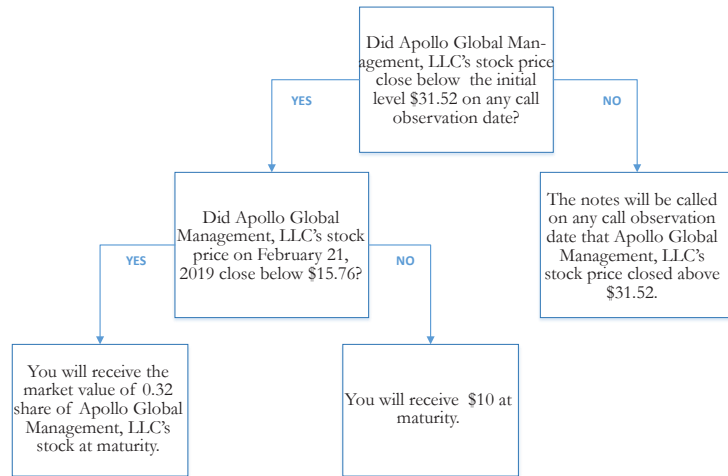 Did Apollo Global Man-
agement, LLC's stock price
close below the initial
level $31.52 on any call
observation date?
YES
NO
Did Apollo Global
Management, LLC's stock
price on February 21,
2019 close below $15.76?
The notes will be called
on any call observation
date that Apollo Global
Management, LLC's
stock price closed above
$31.52.
YES
NO
You will receive the
market value of 0.32
share of Apollo Global
Management, LLC's
stock at maturity.
You will receive $10 at
maturity.